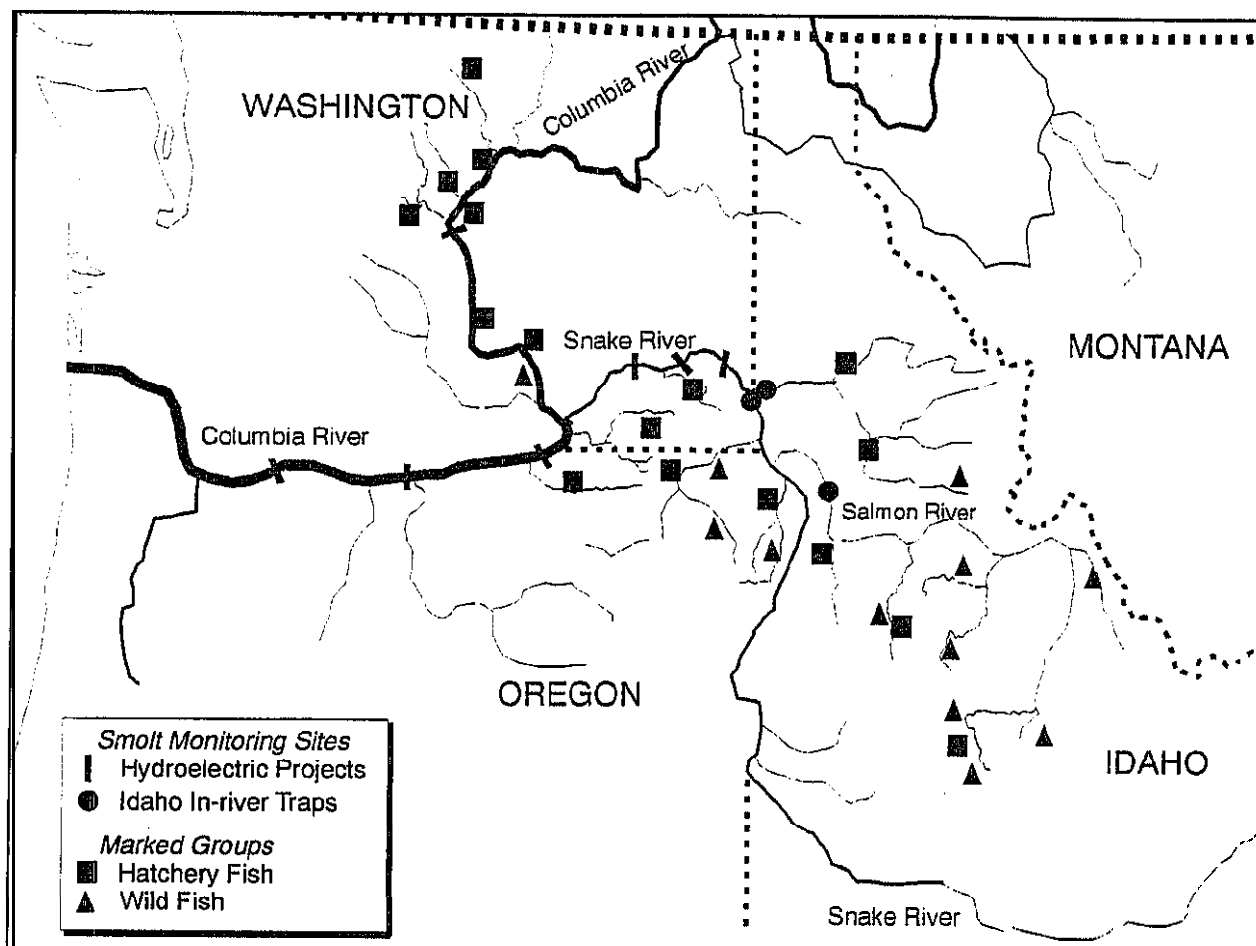 WASHINGTON
Columbia River
Snake River
MONTANA
Columbia River
Salmon River
OREGON
IDAHO
Snake River
Smolt Monitoring Sites
Hydroelectric Projects
Idaho In-river Traps
Marked Groups
Hatchery Fish
Wild Fish